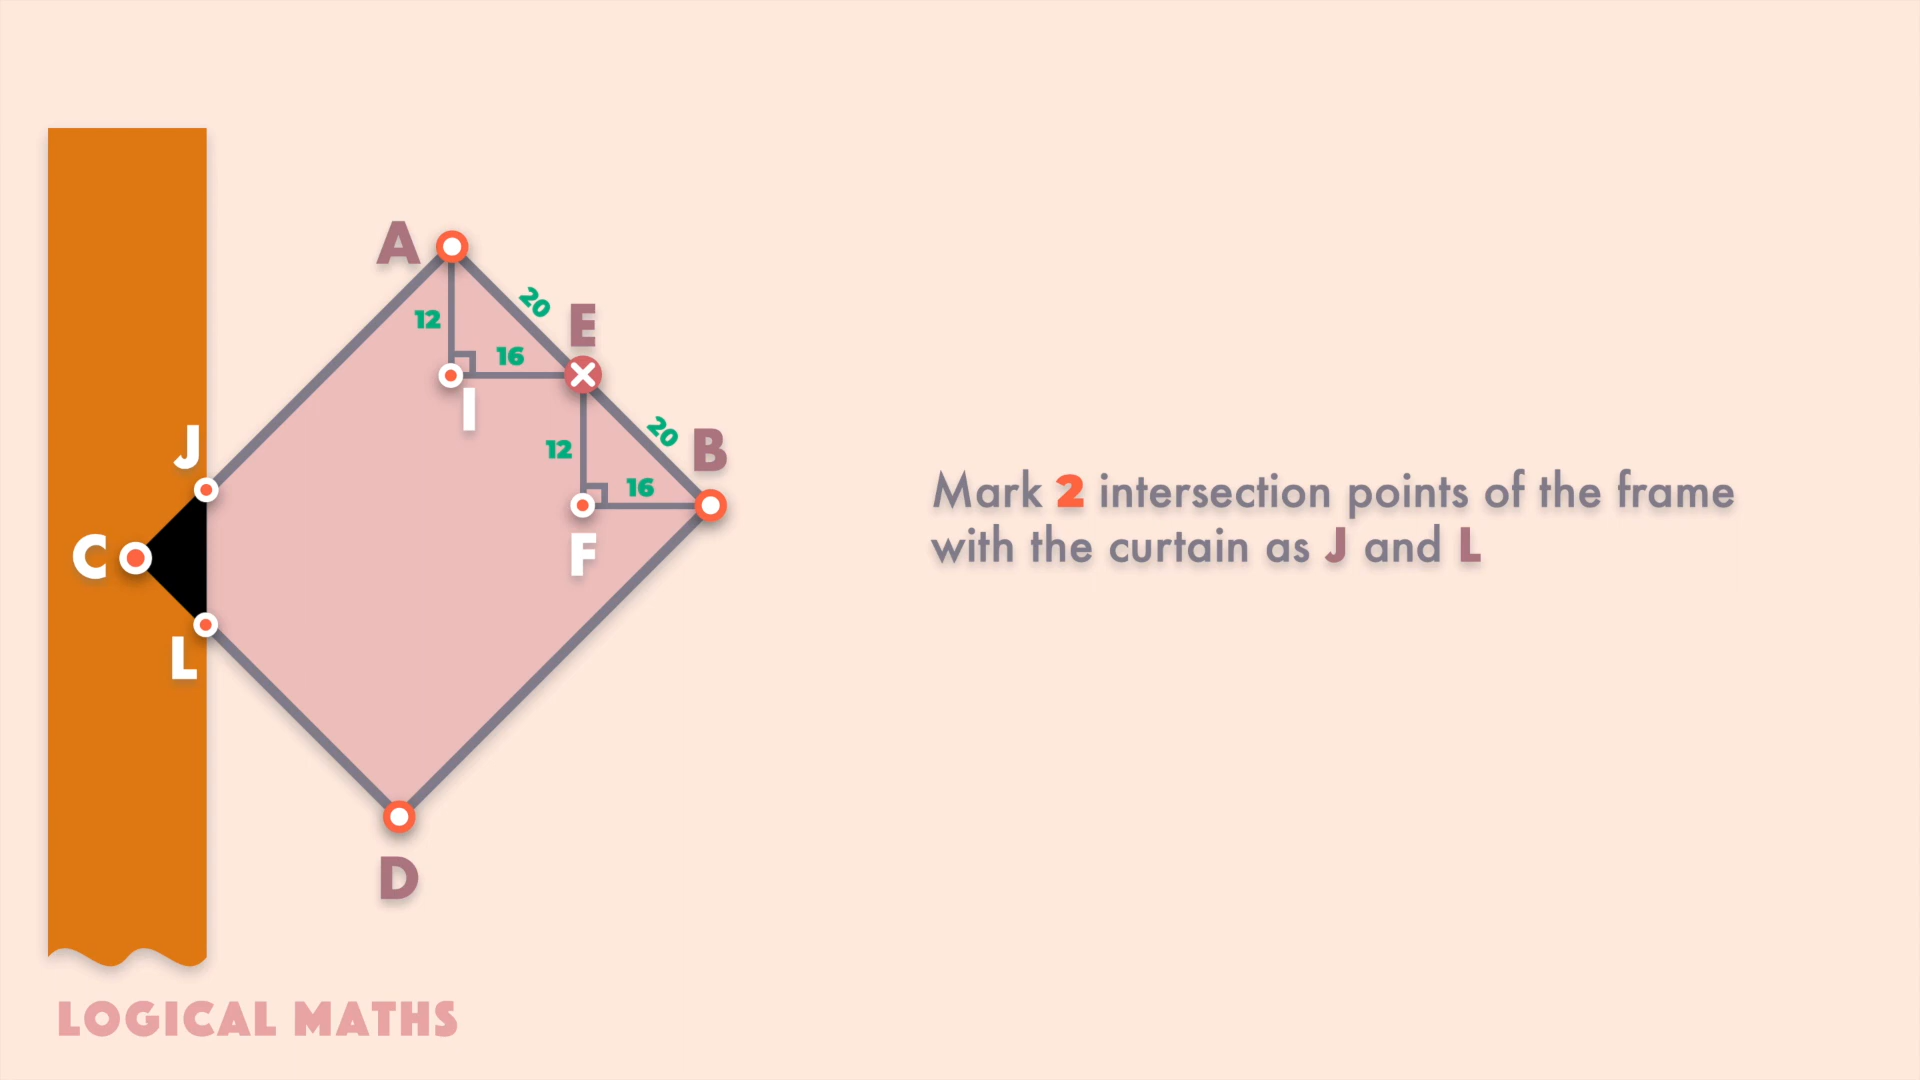 A
20
E
12
16
I
20
B
J
12
16
F
C
L
D
Mark 2 intersection points of the frame
with the curtain as J and L
LOGICAL MATHS